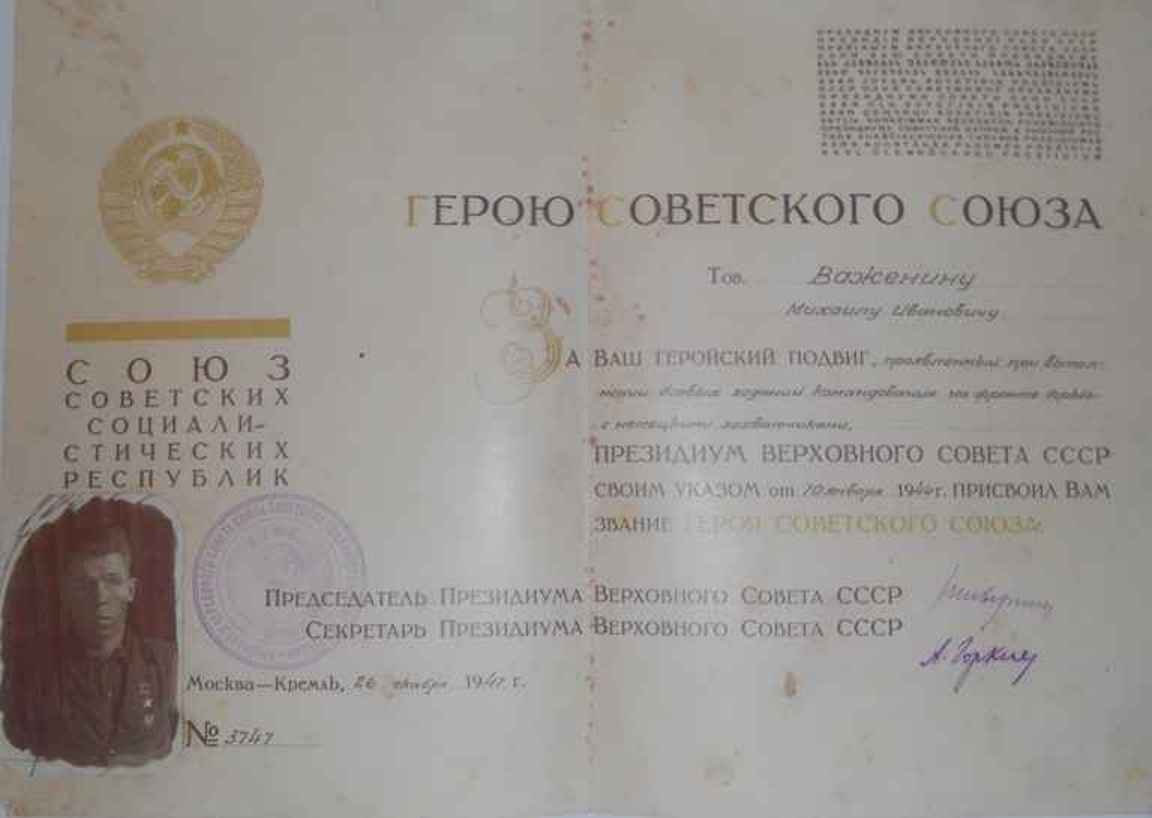 ГЕРОЮ СОВЕТСКОГО СОЮЗА
Тов. Важенину
Михаилу Ивановичу
ЗА ВАШ ГЕРОЙСКИЙ ПОДВИГ, проявленный при выпол-
нении боевых заданий командования на фронте борьбы
с немецкими захватчиками,
ПРЕЗИДИУМ ВЕРХОВНОГО СОВЕТА СССР
СВОИМ УКАЗОМ от 10 января 1944 г. ПРИСВОИЛ ВАМ
ЗВАНИЕ ГЕРОЯ СОВЕТСКОГО СОЮЗА.
СОЮЗ
СОВЕТСКИХ
СОЦИАЛИ-
СТИЧЕСКИХ
РЕСПУБЛИК
ПРЕДСЕДАТЕЛЬ ПРЕЗИДИУМА ВЕРХОВНОГО СОВЕТА СССР
СЕКРЕТАРЬ ПРЕЗИДИУМА ВЕРХОВНОГО СОВЕТА СССР
А. Горкин
Москва—Кремль, 26 1947 г.
№ 3747